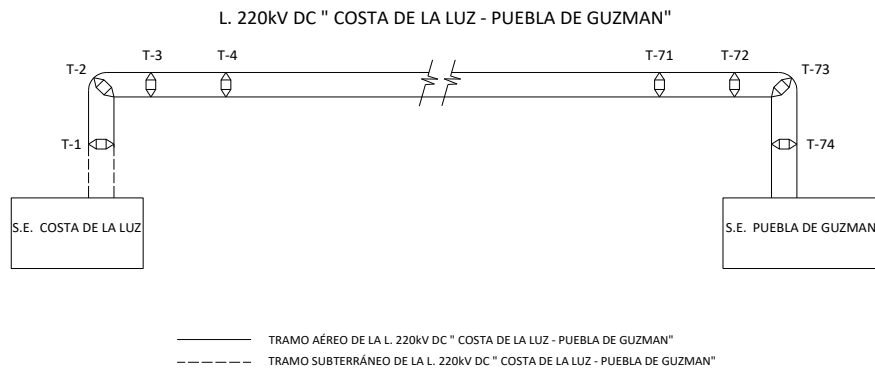 L. 220kV DC " COSTA DE LA LUZ - PUEBLA DE GUZMAN"
T-2
T-3
T-4
T-71
T-72
T-73
T-1
T-74
S.E. COSTA DE LA LUZ
S.E. PUEBLA DE GUZMAN
TRAMO AÉREO DE LA L. 220kV DC " COSTA DE LA LUZ - PUEBLA DE GUZMAN"
TRAMO SUBTERRÁNEO DE LA L. 220kV DC " COSTA DE LA LUZ - PUEBLA DE GUZMAN"